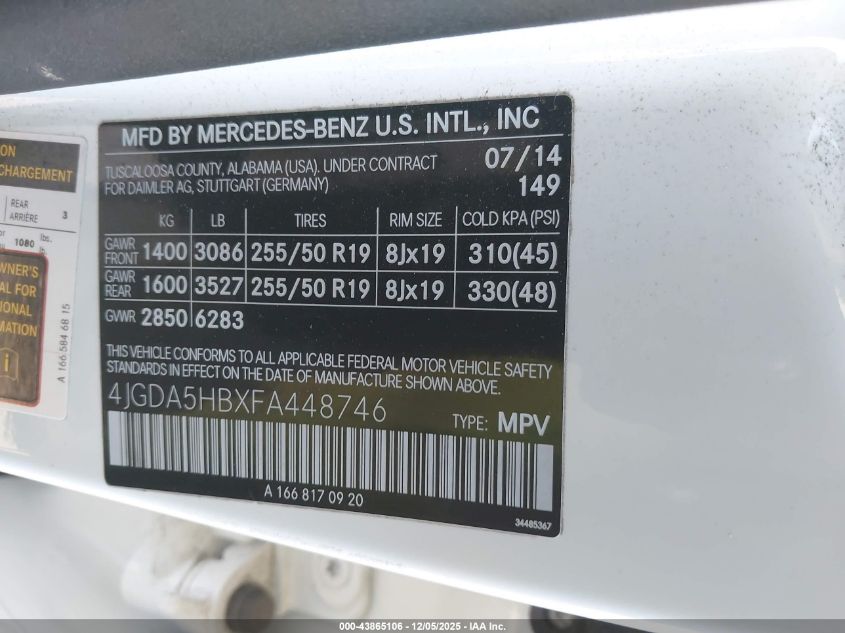 MFD BY MERCEDES-BENZ U.S. INTL., INC
TUSCALOOSA COUNTY, ALABAMA (USA). UNDER CONTRACT
FOR DAIMLER AG, STUTTGART (GERMANY)
07/14
149
KG LB TIRES RIM SIZE COLD KPA (PSI)
GAWR FRONT 1400 3086 255/50 R19 8Jx19 310(45)
GAWR REAR 1600 3527 255/50 R19 8Jx19 330(48)
GVWR 2850 6283
THIS VEHICLE CONFORMS TO ALL APPLICABLE FEDERAL MOTOR VEHICLE SAFETY
STANDARDS IN EFFECT ON THE DATE OF MANUFACTURE SHOWN ABOVE.
4JGDA5HBXFA448746
TYPE: MPV
A 166 817 09 20
34485367
CHARGEMENT
REAR
ARRIÈRE 3
1080 lbs.
lb.
OWNER'S
FOR
A 166 584 68 15
000-43865106 - 12/05/2025 - IAA Inc.